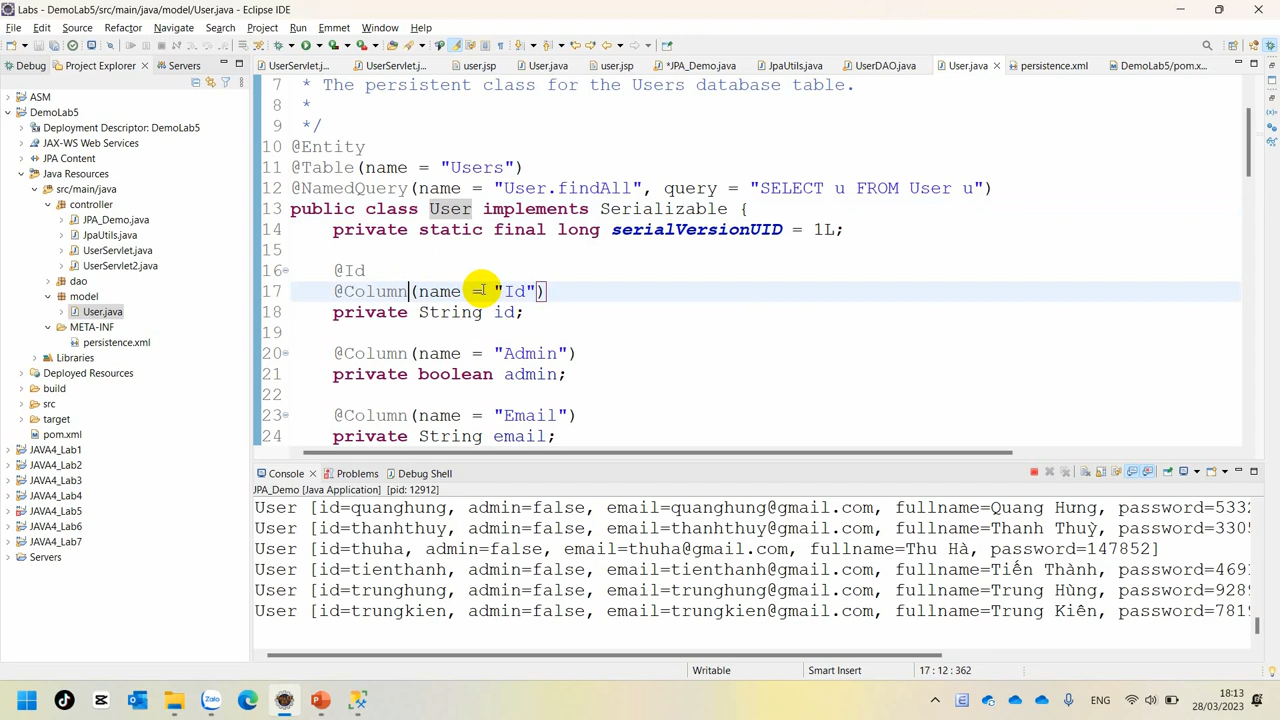 Labs - DemoLab5/src/main/java/model/User.java - Eclipse IDE
File Edit Source Refactor Navigate Search Project Run Emmet Window Help
Debug Project Explorer Servers
UserServlet.j... UserServlet.j... user.jsp User.java user.jsp *JPA_Demo.java JpaUtils.java UserDAO.java User.java persistence.xml DemoLab5/pom.x...
ASM
DemoLab5
Deployment Descriptor: DemoLab5
JAX-WS Web Services
JPA Content
Java Resources
src/main/java
controller
JPA_Demo.java
JpaUtils.java
UserServlet.java
UserServlet2.java
dao
model
User.java
META-INF
persistence.xml
Libraries
Deployed Resources
build
src
target
pom.xml
JAVA4_Lab1
JAVA4_Lab2
JAVA4_Lab3
JAVA4_Lab4
JAVA4_Lab5
JAVA4_Lab6
JAVA4_Lab7
Servers
7 * The persistent class for the Users database table.
8 *
9 */
10 @Entity
11 @Table(name = "Users")
12 @NamedQuery(name = "User.findAll", query = "SELECT u FROM User u")
13 public class User implements Serializable {
14 private static final long serialVersionUID = 1L;
15
16 @Id
17 @Column(name = "Id")
18 private String id;
19
20 @Column(name = "Admin")
21 private boolean admin;
22
23 @Column(name = "Email")
24 private String email;
Console Problems Debug Shell
JPA_Demo [Java Application] [pid: 12912]
User [id=quanghung, admin=false, email=quanghung@gmail.com, fullname=Quang Hưng, password=5332
User [id=thanhthuy, admin=false, email=thanhthuy@gmail.com, fullname=Thanh Thuỳ, password=3305
User [id=thuha, admin=false, email=thuha@gmail.com, fullname=Thu Hà, password=147852]
User [id=tienthanh, admin=false, email=tienthanh@gmail.com, fullname=Tiến Thành, password=4691
User [id=trunghung, admin=false, email=trunghung@gmail.com, fullname=Trung Hùng, password=9289
User [id=trungkien, admin=false, email=trungkien@gmail.com, fullname=Trung Kiên, password=7819
Writable Smart Insert 17 : 12 : 362
Zalo ENG 18:13
28/03/2023